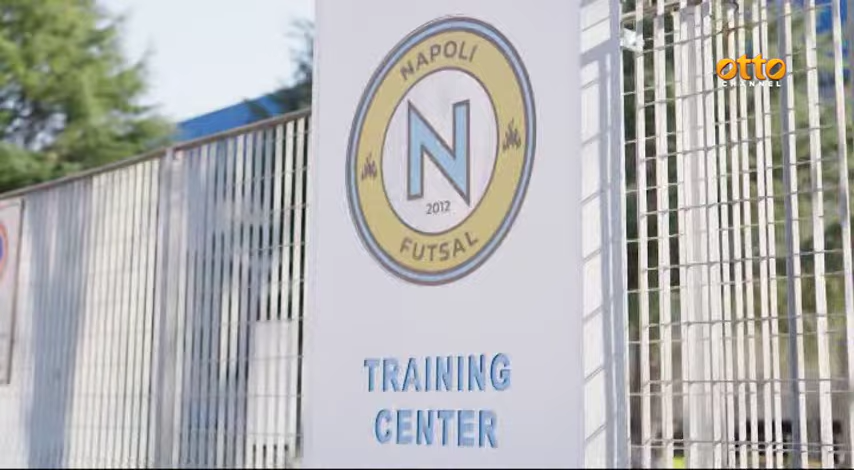 otto
CHANNEL
NAPOLI
N
2012
FUTSAL
TRAINING
CENTER